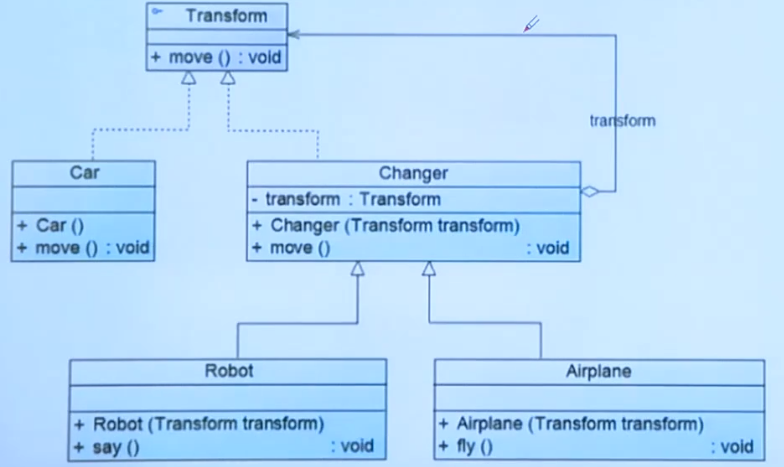 Transform
+ move () : void
transform
Car
+ Car ()
+ move () : void
Changer
- transform : Transform
+ Changer (Transform transform)
+ move () : void
Robot
+ Robot (Transform transform)
+ say () : void
Airplane
+ Airplane (Transform transform)
+ fly () : void